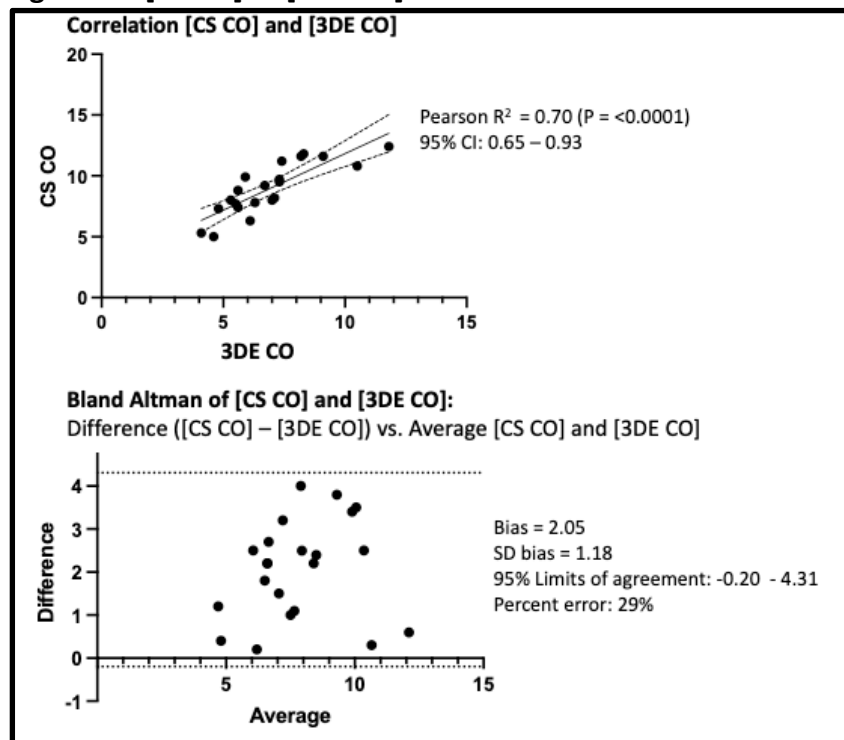 Correlation [CS CO] and [3DE CO]
20
15
10
5
0
CS CO
0
5
10
15
3DE CO
Pearson R² = 0.70 (P = <0.0001)
95% CI: 0.65 – 0.93
Bland Altman of [CS CO] and [3DE CO]:
Difference ([CS CO] – [3DE CO]) vs. Average [CS CO] and [3DE CO]
4
3
2
1
0
-1
Difference
5
10
15
Average
Bias = 2.05
SD bias = 1.18
95% Limits of agreement: -0.20 - 4.31
Percent error: 29%